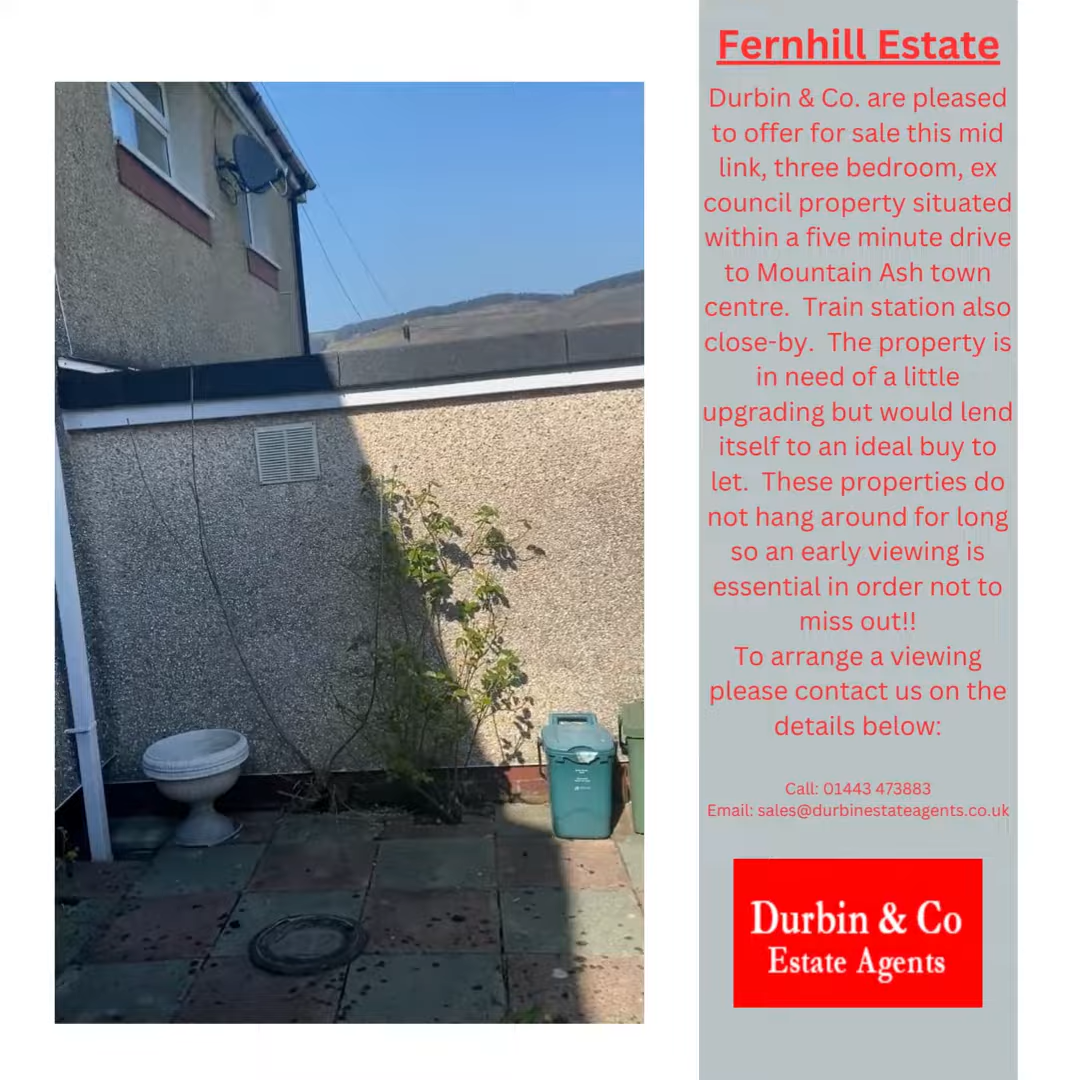 Fernhill Estate
Durbin & Co. are pleased
to offer for sale this mid
link, three bedroom, ex
council property situated
within a five minute drive
to Mountain Ash town
centre.  Train station also
close-by.  The property is
in need of a little
upgrading but would lend
itself to an ideal buy to
let.  These properties do
not hang around for long
so an early viewing is
essential in order not to
miss out!!
To arrange a viewing
please contact us on the
details below:
Call: 01443 473883
Email: sales@durbinestateagents.co.uk
Durbin & Co
Estate Agents